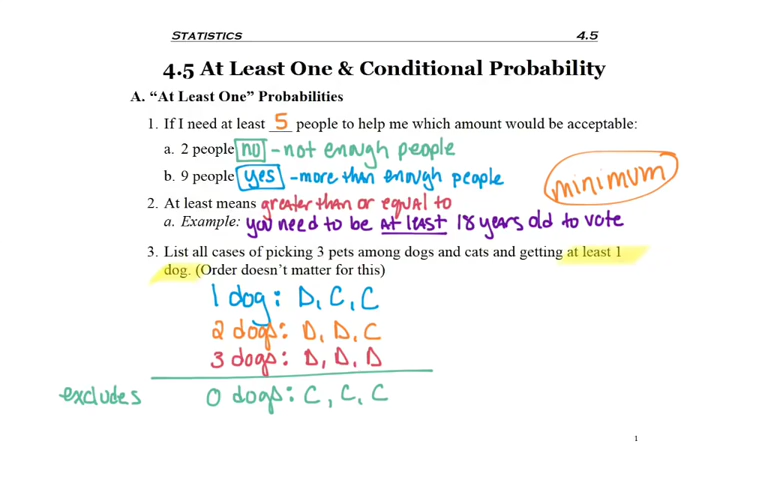 STATISTICS 4.5
4.5 At Least One & Conditional Probability
A. “At Least One” Probabilities
1. If I need at least 5 people to help me which amount would be acceptable:
a. 2 people no - not enough people
b. 9 people yes - more than enough people
minimum
2. At least means greater than or equal to
a. Example: you need to be at least 18 years old to vote
3. List all cases of picking 3 pets among dogs and cats and getting at least 1
dog. (Order doesn’t matter for this)
1 dog: D, C, C
2 dogs: D, D, C
3 dogs: D, D, D
excludes 0 dogs: C, C, C
1